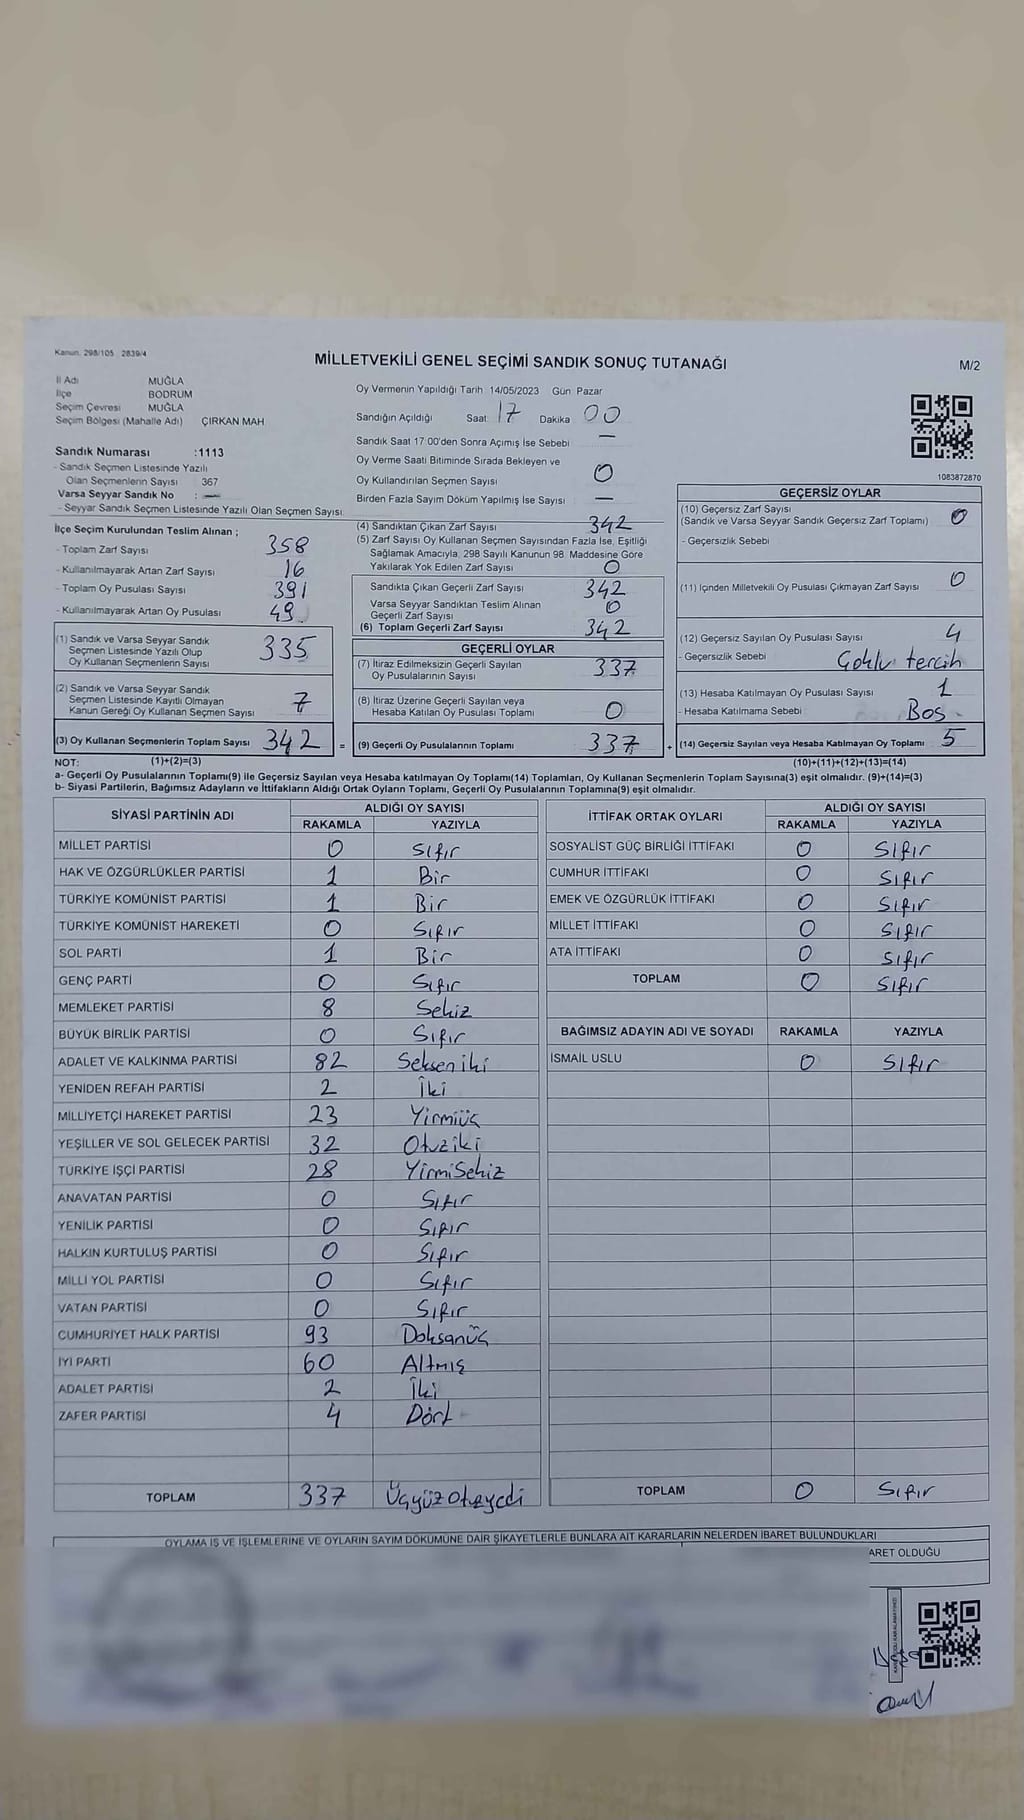 Kanun. 298/105 2839/4
MİLLETVEKİLİ GENEL SEÇİMİ SANDIK SONUÇ TUTANAĞI
M/2
İl Adı MUĞLA
İlçe BODRUM
Seçim Çevresi MUĞLA
Seçim Bölgesi (Mahalle Adı) ÇIRKAN MAH
Sandık Numarası :1113
- Sandık Seçmen Listesinde Yazılı
Olan Seçmenlerin Sayısı 367
Varsa Seyyar Sandık No : —
- Seyyar Sandık Seçmen Listesinde Yazılı Olan Seçmen Sayısı:
Oy Vermenin Yapıldığı Tarih: 14/05/2023 Gün: Pazar
Sandığın Açıldığı Saat: 17 Dakika 00
Sandık Saat 17:00'den Sonra Açımış İse Sebebi —
Oy Verme Saati Bitiminde Sırada Bekleyen ve
Oy Kullandırılan Seçmen Sayısı 0
Birden Fazla Sayım Döküm Yapılmış İse Sayısı —
1083872870
İlçe Seçim Kurulundan Teslim Alınan ;
- Toplam Zarf Sayısı 358
- Kullanılmayarak Artan Zarf Sayısı 16
- Toplam Oy Pusulası Sayısı 391
- Kullanılmayarak Artan Oy Pusulası 49
(1) Sandık ve Varsa Seyyar Sandık
Seçmen Listesinde Yazılı Olup
Oy Kullanan Seçmenlerin Sayısı 335
(2) Sandık ve Varsa Seyyar Sandık
Seçmen Listesinde Kayıtlı Olmayan
Kanun Gereği Oy Kullanan Seçmen Sayısı 7
(3) Oy Kullanan Seçmenlerin Toplam Sayısı 342 =
(4) Sandıktan Çıkan Zarf Sayısı 342
(5) Zarf Sayısı Oy Kullanan Seçmen Sayısından Fazla İse, Eşitliği
Sağlamak Amacıyla, 298 Sayılı Kanunun 98. Maddesine Göre
Yakılarak Yok Edilen Zarf Sayısı 0
Sandıkta Çıkan Geçerli Zarf Sayısı 342
Varsa Seyyar Sandıktan Teslim Alınan
Geçerli Zarf Sayısı 0
(6) Toplam Geçerli Zarf Sayısı 342
GEÇERLİ OYLAR
(7) İtiraz Edilmeksizin Geçerli Sayılan
Oy Pusulalarının Sayısı 337
(8) İtiraz Üzerine Geçerli Sayılan veya
Hesaba Katılan Oy Pusulası Toplamı 0
(9) Geçerli Oy Pusulalarının Toplamı 337 +
GEÇERSİZ OYLAR
(10) Geçersiz Zarf Sayısı
(Sandık ve Varsa Seyyar Sandık Geçersiz Zarf Toplamı) 0
- Geçersizlik Sebebi
(11) İçinden Milletvekili Oy Pusulası Çıkmayan Zarf Sayısı 0
(12) Geçersiz Sayılan Oy Pusulası Sayısı 4
- Geçersizlik Sebebi Çoklu tercih
(13) Hesaba Katılmayan Oy Pusulası Sayısı 1
- Hesaba Katılmama Sebebi Boş
(14) Geçersiz Sayılan veya Hesaba Katılmayan Oy Toplamı 5
NOT: (1)+(2)=(3) (10)+(11)+(12)+(13)=(14)
a- Geçerli Oy Pusulalarının Toplamı(9) ile Geçersiz Sayılan veya Hesaba katılmayan Oy Toplamı(14) Toplamları, Oy Kullanan Seçmenlerin Toplam Sayısına(3) eşit olmalıdır. (9)+(14)=(3)
b- Siyasi Partilerin, Bağımsız Adayların ve İttifakların Aldığı Ortak Oyların Toplamı, Geçerli Oy Pusulalarının Toplamına(9) eşit olmalıdır.
SİYASİ PARTİNİN ADI ALDIĞI OY SAYISI
RAKAMLA YAZIYLA
MİLLET PARTİSİ 0 Sıfır
HAK VE ÖZGÜRLÜKLER PARTİSİ 1 Bir
TÜRKİYE KOMÜNİST PARTİSİ 1 Bir
TÜRKİYE KOMÜNİST HAREKETİ 0 Sıfır
SOL PARTİ 1 Bir
GENÇ PARTİ 0 Sıfır
MEMLEKET PARTİSİ 8 Sekiz
BÜYÜK BİRLİK PARTİSİ 0 Sıfır
ADALET VE KALKINMA PARTİSİ 82 Seksen iki
YENİDEN REFAH PARTİSİ 2 İki
MİLLİYETÇİ HAREKET PARTİSİ 23 Yirmiüç
YEŞİLLER VE SOL GELECEK PARTİSİ 32 Otuziki
TÜRKİYE İŞÇİ PARTİSİ 28 YirmiSekiz
ANAVATAN PARTİSİ 0 Sıfır
YENİLİK PARTİSİ 0 Sıfır
HALKIN KURTULUŞ PARTİSİ 0 Sıfır
MİLLİ YOL PARTİSİ 0 Sıfır
VATAN PARTİSİ 0 Sıfır
CUMHURİYET HALK PARTİSİ 93 Doksanüç
İYİ PARTİ 60 Altmış
ADALET PARTİSİ 2 İki
ZAFER PARTİSİ 4 Dört
TOPLAM 337 Üçyüzotuzyedi
İTTİFAK ORTAK OYLARI ALDIĞI OY SAYISI
RAKAMLA YAZIYLA
SOSYALİST GÜÇ BİRLİĞİ İTTİFAKI 0 Sıfır
CUMHUR İTTİFAKI 0 Sıfır
EMEK VE ÖZGÜRLÜK İTTİFAKI 0 Sıfır
MİLLET İTTİFAKI 0 Sıfır
ATA İTTİFAKI 0 Sıfır
TOPLAM 0 Sıfır
BAĞIMSIZ ADAYIN ADI VE SOYADI RAKAMLA YAZIYLA
İSMAİL USLU 0 Sıfır
TOPLAM 0 Sıfır
OYLAMA İŞ VE İŞLEMLERİNE VE OYLARIN SAYIM DÖKÜMÜNE DAİR ŞİKAYETLERLE BUNLARA AİT KARARLARIN NELERDEN İBARET BULUNDUKLARI
ARET OLDUĞU